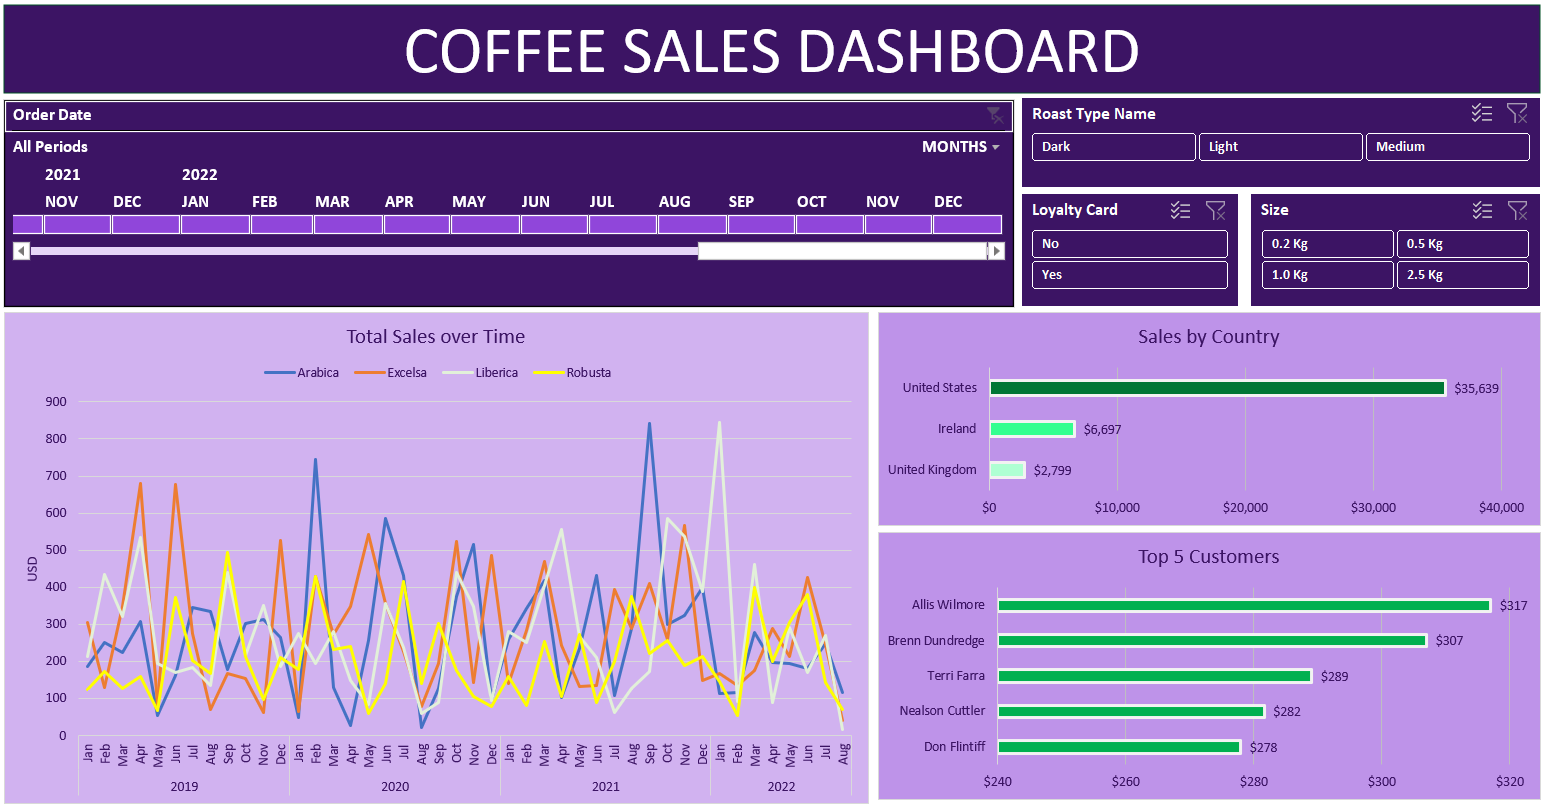 COFFEE SALES DASHBOARD
Order Date
All Periods
MONTHS
2021 2022
NOV DEC JAN FEB MAR APR MAY JUN JUL AUG SEP OCT NOV DEC
Roast Type Name
Dark Light Medium
Loyalty Card
No
Yes
Size
0.2 Kg 0.5 Kg
1.0 Kg 2.5 Kg
Total Sales over Time
Arabica Excelsa Liberica Robusta
900
800
700
600
500
400
300
200
100
0
USD
Jan Feb Mar Apr May Jun Jul Aug Sep Oct Nov Dec Jan Feb Mar Apr May Jun Jul Aug Sep Oct Nov Dec Jan Feb Mar Apr May Jun Jul Aug Sep Oct Nov Dec Jan Feb Mar Apr May Jun Jul Aug
2019 2020 2021 2022
Sales by Country
United States $35,639
Ireland $6,697
United Kingdom $2,799
$0 $10,000 $20,000 $30,000 $40,000
Top 5 Customers
Allis Wilmore $317
Brenn Dundredge $307
Terri Farra $289
Nealson Cuttler $282
Don Flintiff $278
$240 $260 $280 $300 $320